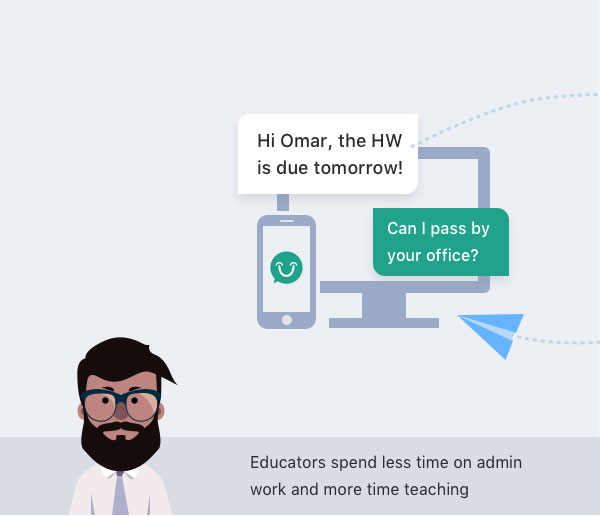 Hi Omar, the HW
is due tomorrow!
Can I pass by
your office?
Educators spend less time on admin
work and more time teaching